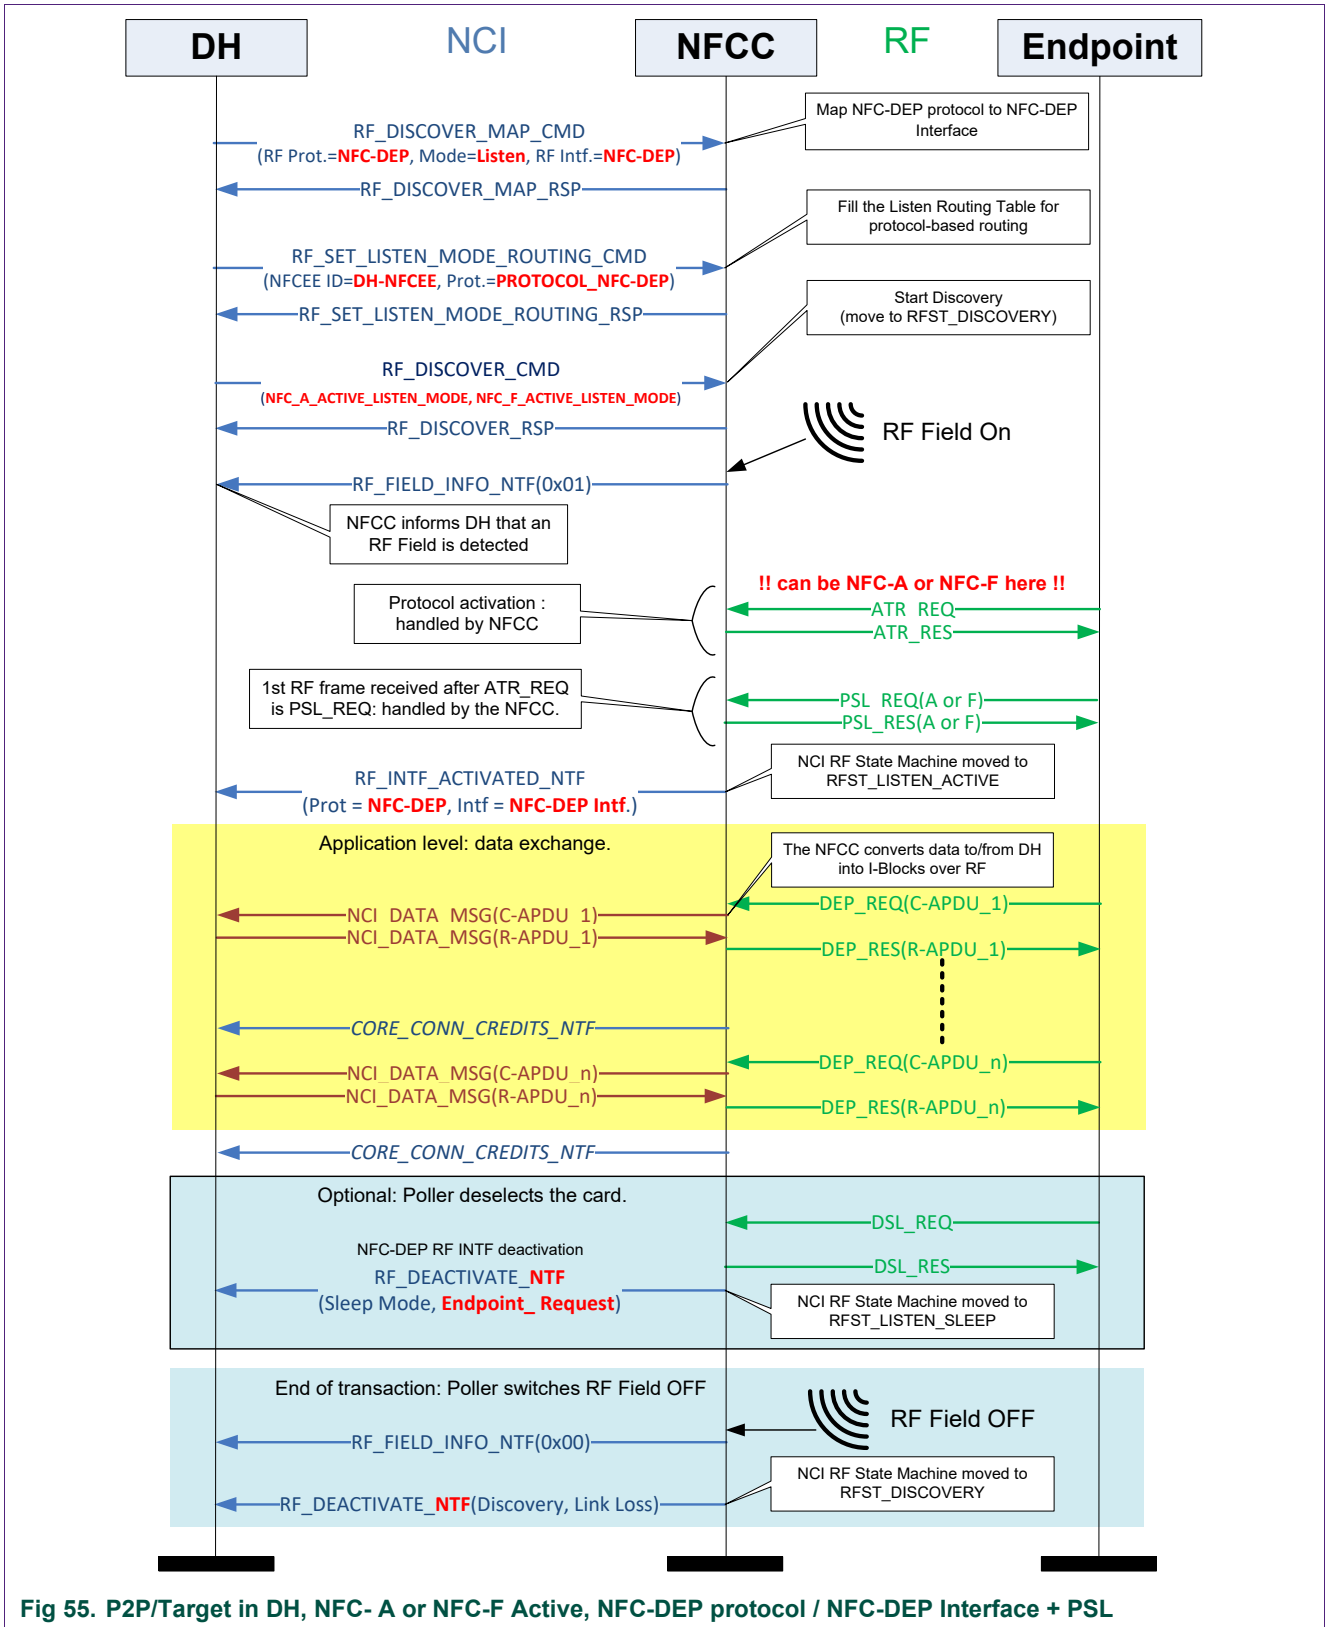 DH
NCI
NFCC
RF
Endpoint
Map NFC-DEP protocol to NFC-DEP
Interface
RF_DISCOVER_MAP_CMD
(RF Prot.=NFC-DEP, Mode=Listen, RF Intf.=NFC-DEP)
RF_DISCOVER_MAP_RSP
Fill the Listen Routing Table for
protocol-based routing
RF_SET_LISTEN_MODE_ROUTING_CMD
(NFCEE ID=DH-NFCEE, Prot.=PROTOCOL_NFC-DEP)
Start Discovery
(move to RFST_DISCOVERY)
RF_SET_LISTEN_MODE_ROUTING_RSP
RF_DISCOVER_CMD
(NFC_A_ACTIVE_LISTEN_MODE, NFC_F_ACTIVE_LISTEN_MODE)
RF_DISCOVER_RSP
RF Field On
RF_FIELD_INFO_NTF(0x01)
NFCC informs DH that an
RF Field is detected
!! can be NFC-A or NFC-F here !!
Protocol activation :
handled by NFCC
ATR_REQ
ATR_RES
1st RF frame received after ATR_REQ
is PSL_REQ: handled by the NFCC.
PSL_REQ(A or F)
PSL_RES(A or F)
NCI RF State Machine moved to
RFST_LISTEN_ACTIVE
RF_INTF_ACTIVATED_NTF
(Prot = NFC-DEP, Intf = NFC-DEP Intf.)
Application level: data exchange.
The NFCC converts data to/from DH
into I-Blocks over RF
DEP_REQ(C-APDU_1)
NCI_DATA_MSG(C-APDU_1)
NCI_DATA_MSG(R-APDU_1)
DEP_RES(R-APDU_1)
CORE_CONN_CREDITS_NTF
DEP_REQ(C-APDU_n)
NCI_DATA_MSG(C-APDU_n)
NCI_DATA_MSG(R-APDU_n)
DEP_RES(R-APDU_n)
CORE_CONN_CREDITS_NTF
Optional: Poller deselects the card.
DSL_REQ
NFC-DEP RF INTF deactivation
DSL_RES
RF_DEACTIVATE_NTF
(Sleep Mode, Endpoint_ Request)
NCI RF State Machine moved to
RFST_LISTEN_SLEEP
End of transaction: Poller switches RF Field OFF
RF Field OFF
RF_FIELD_INFO_NTF(0x00)
NCI RF State Machine moved to
RFST_DISCOVERY
RF_DEACTIVATE_NTF(Discovery, Link Loss)
Fig 55. P2P/Target in DH, NFC- A or NFC-F Active, NFC-DEP protocol / NFC-DEP Interface + PSL